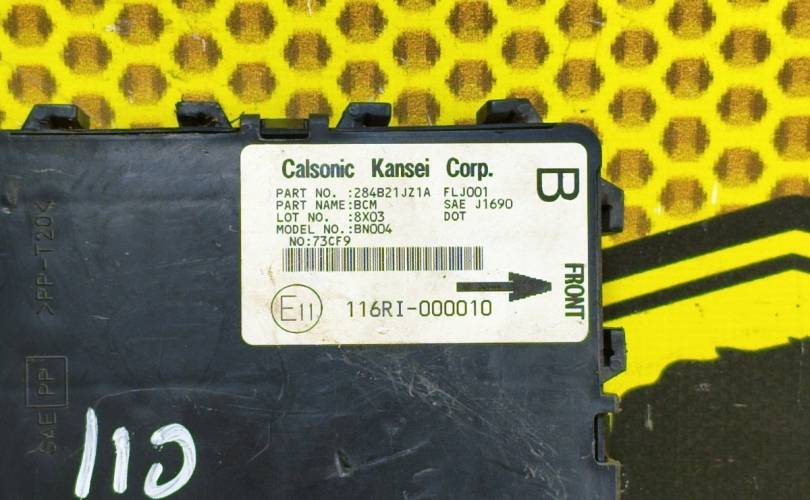 Calsonic Kansei Corp.
B
PART NO. :284B21JZ1A FLJ001
PART NAME:BCM SAE J1690
LOT NO. :8X03 DOT
MODEL NO.:BN004
NO:73CF9
FRONT
E11 116RI-000010
>PP-T20<
SAE PP
110